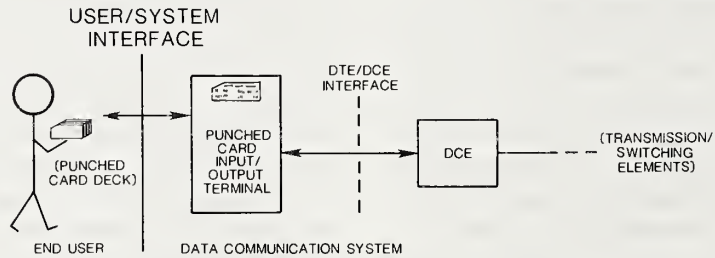 USER/SYSTEM
INTERFACE
DTE/DCE
INTERFACE
PUNCHED
CARD
INPUT/
OUTPUT
TERMINAL
DCE
(TRANSMISSION/
SWITCHING
ELEMENTS)
(PUNCHED
CARD DECK)
END USER
DATA COMMUNICATION SYSTEM